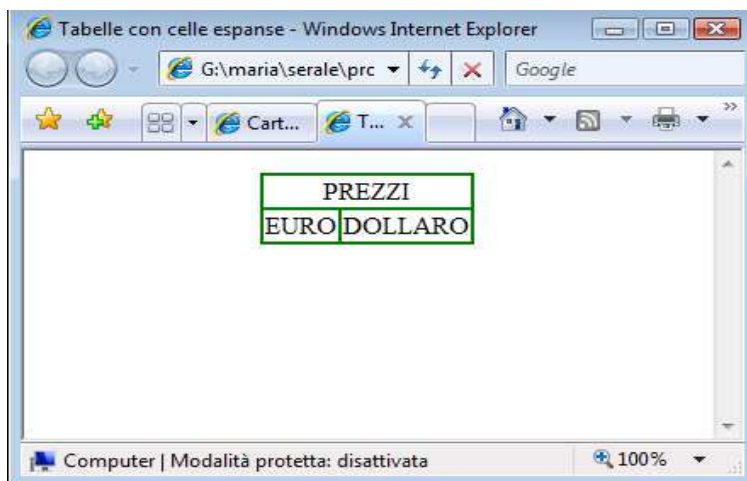 Tabelle con celle espanse - Windows Internet Explorer
G:\maria\serale\prc
Google
Cart...
T...
PREZZI
EURO DOLLARO
Computer | Modalità protetta: disattivata
100%